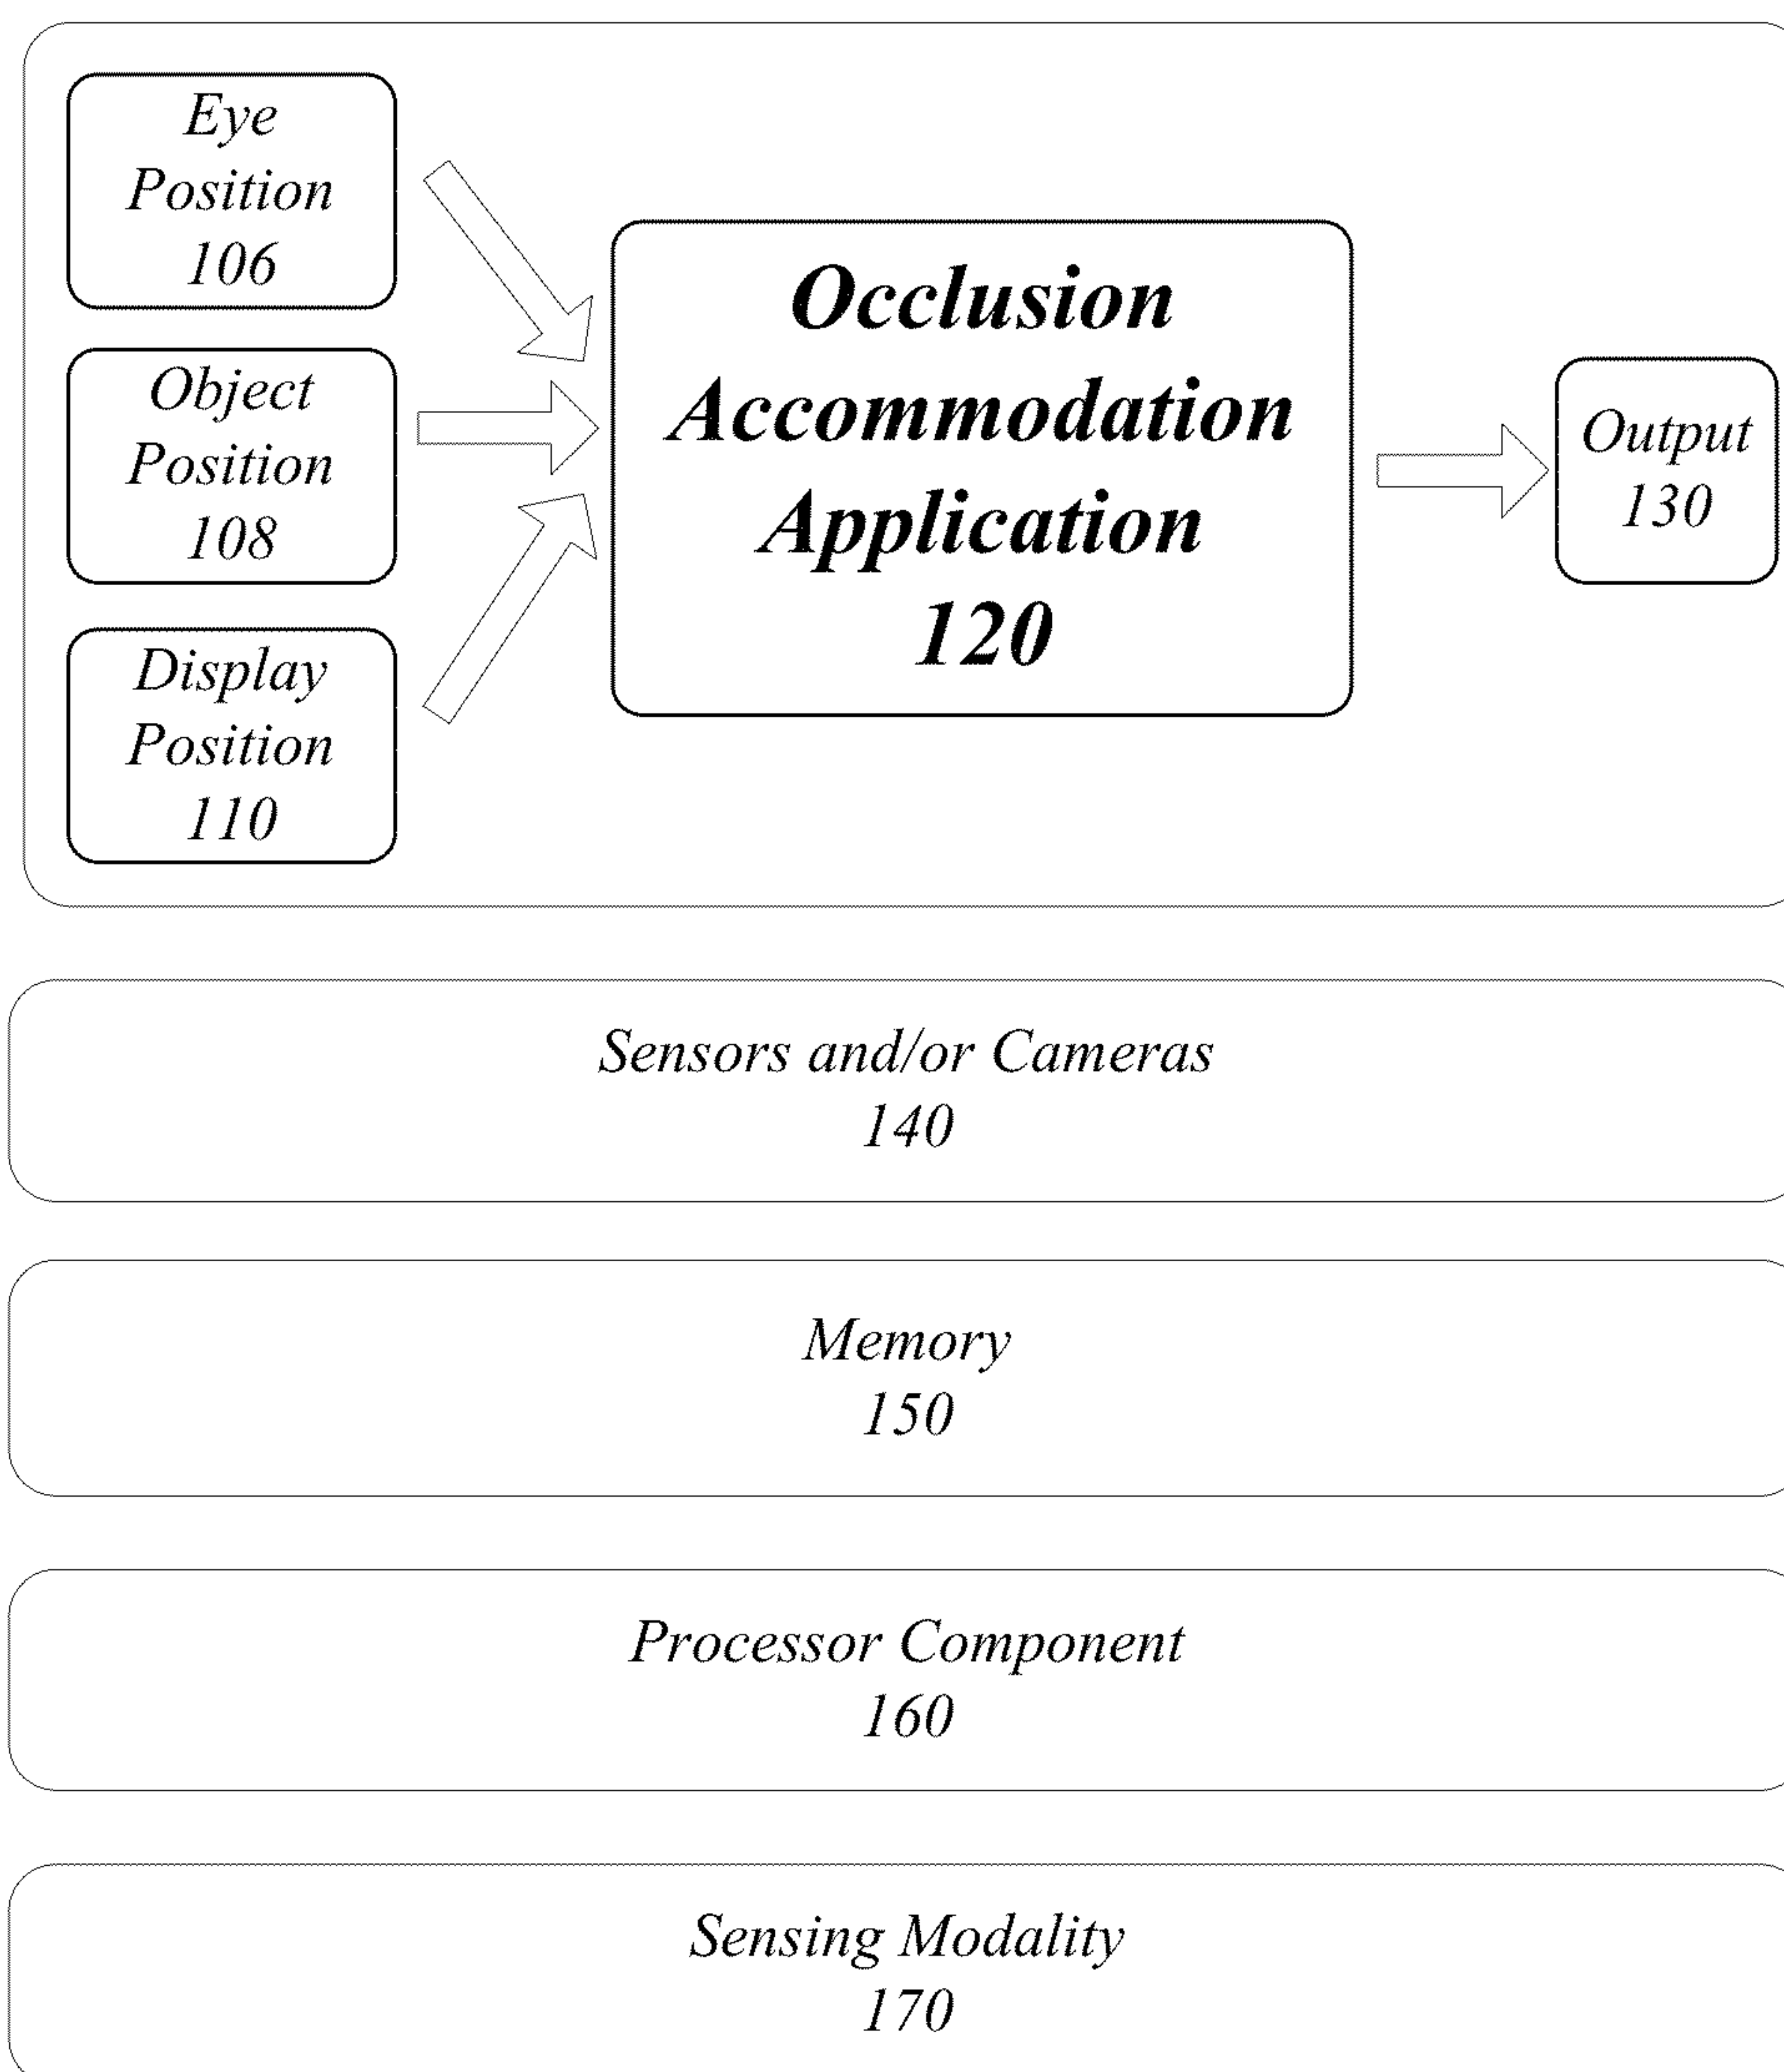 Eye
Position
106
Object
Position
108
Display
Position
110
Occlusion
Accommodation
Application
120
Output
130
Sensors and/or Cameras
140
Memory
150
Processor Component
160
Sensing Modality
170